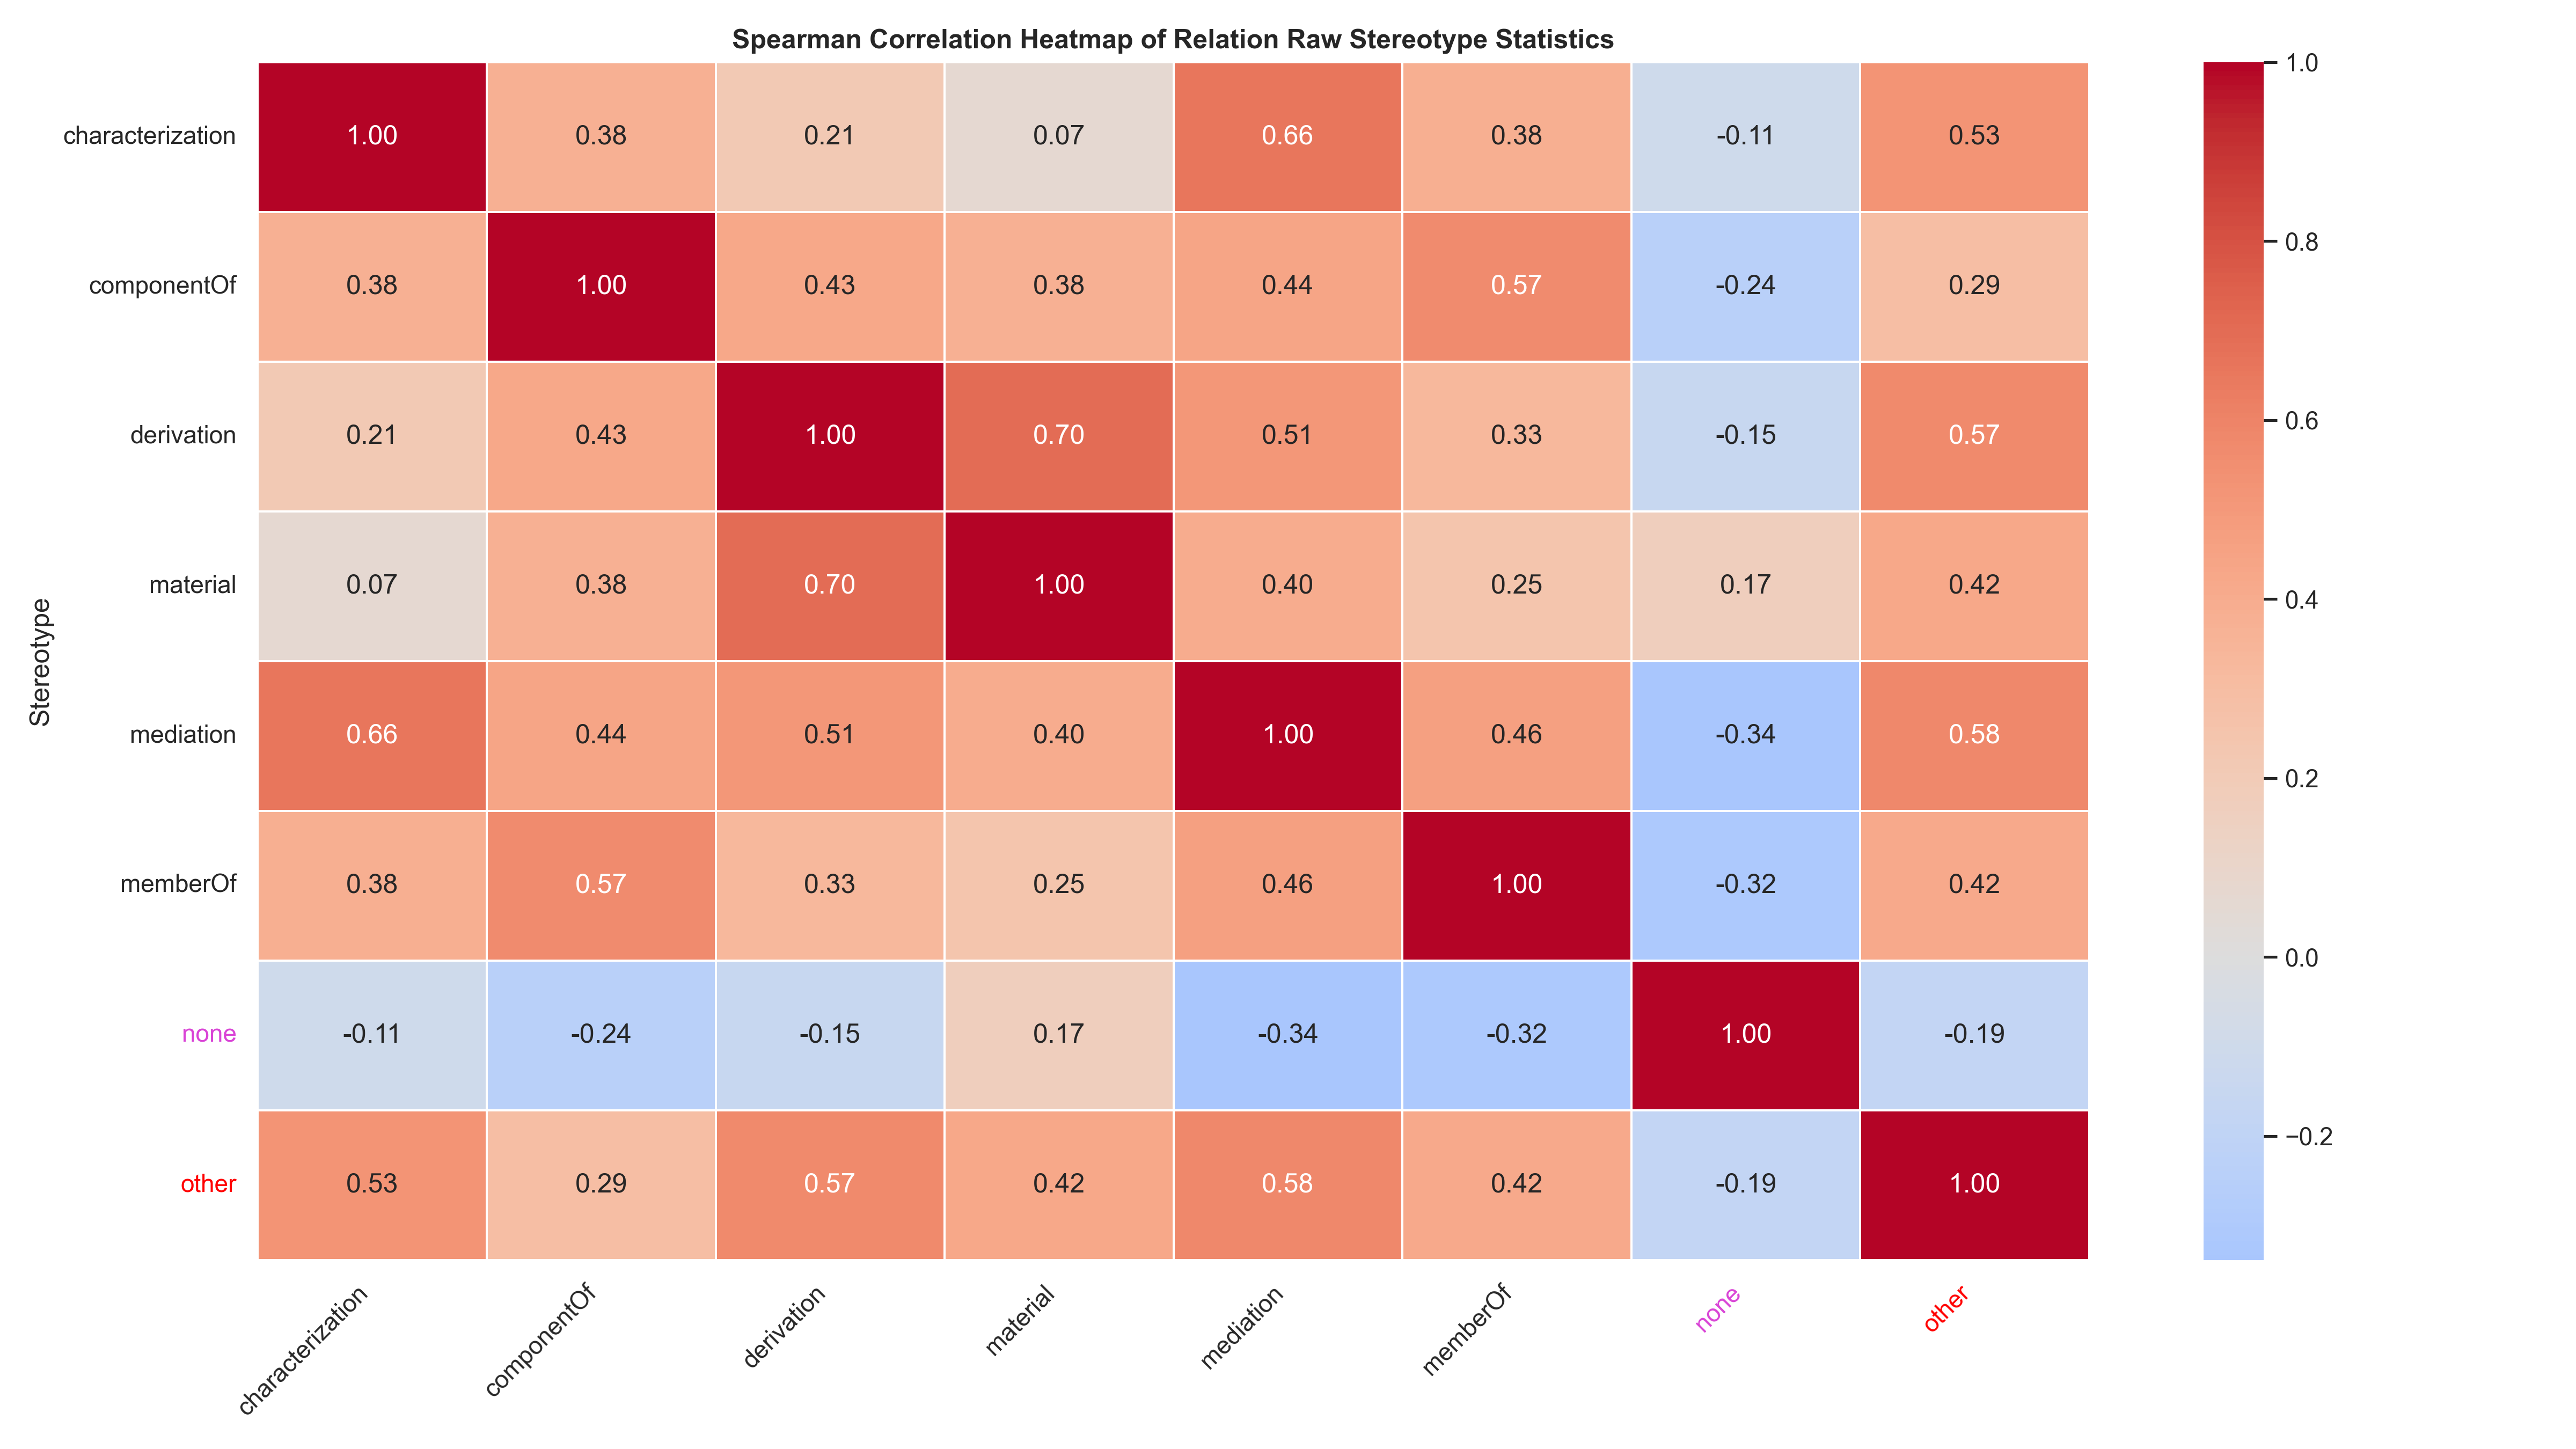 Spearman Correlation Heatmap of Relation Raw Stereotype Statistics
Stereotype
characterization 1.00 0.38 0.21 0.07 0.66 0.38 -0.11 0.53
componentOf 0.38 1.00 0.43 0.38 0.44 0.57 -0.24 0.29
derivation 0.21 0.43 1.00 0.70 0.51 0.33 -0.15 0.57
material 0.07 0.38 0.70 1.00 0.40 0.25 0.17 0.42
mediation 0.66 0.44 0.51 0.40 1.00 0.46 -0.34 0.58
memberOf 0.38 0.57 0.33 0.25 0.46 1.00 -0.32 0.42
none -0.11 -0.24 -0.15 0.17 -0.34 -0.32 1.00 -0.19
other 0.53 0.29 0.57 0.42 0.58 0.42 -0.19 1.00
characterization componentOf derivation material mediation memberOf none other
1.0
0.8
0.6
0.4
0.2
0.0
−0.2